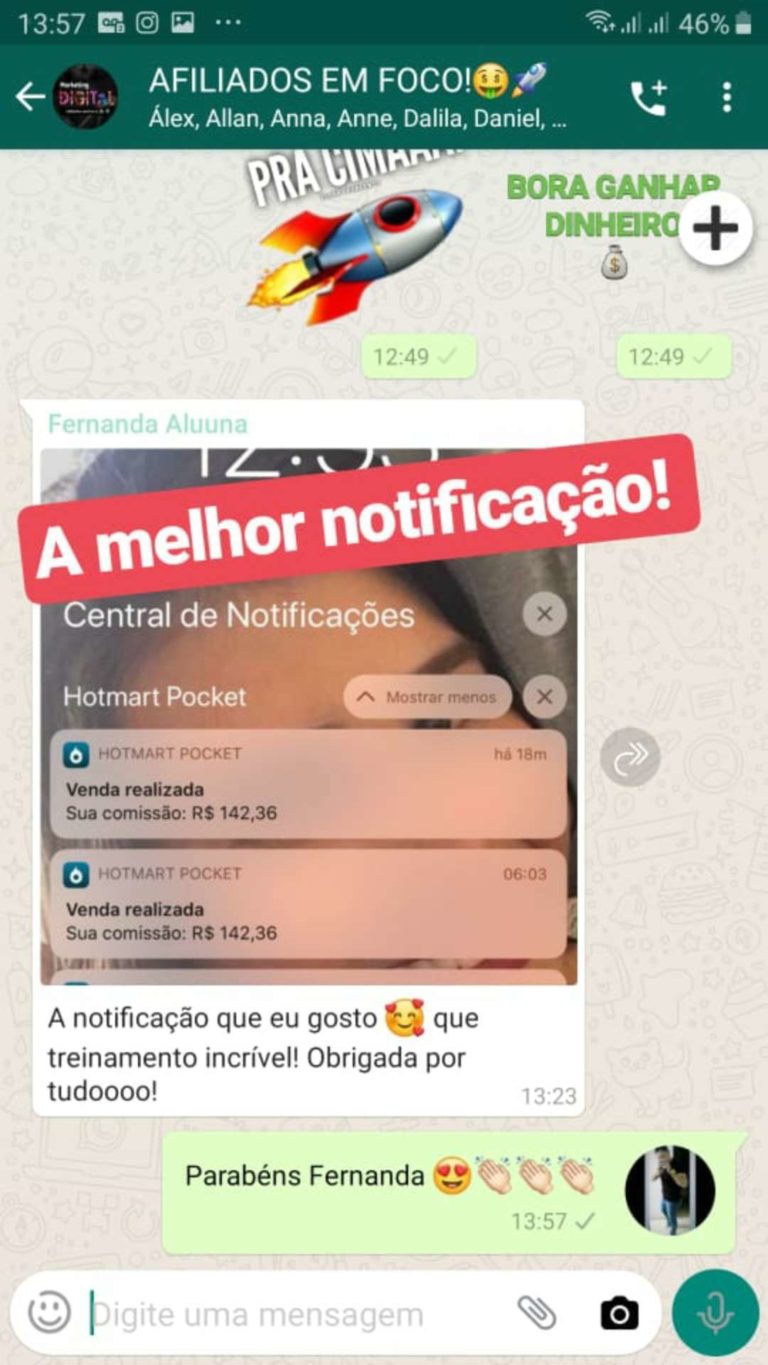 13:57
46%
AFILIADOS EM FOCO!🤑🚀
Álex, Allan, Anna, Anne, Dalila, Daniel, ...
Marketing
DIGITAL
PRA CIMAAA
BORA GANHAR
DINHEIRO
12:49
12:49
Fernanda Aluuna
A melhor notificação!
Central de Notificações
Hotmart Pocket
Mostrar menos
HOTMART POCKET
há 18m
Venda realizada
Sua comissão: R$ 142,36
HOTMART POCKET
06:03
Venda realizada
Sua comissão: R$ 142,36
A notificação que eu gosto 🥰 que
treinamento incrível! Obrigada por
tudoooo!
13:23
Parabéns Fernanda 😍👏🏻👏🏻👏🏻
13:57
Digite uma mensagem